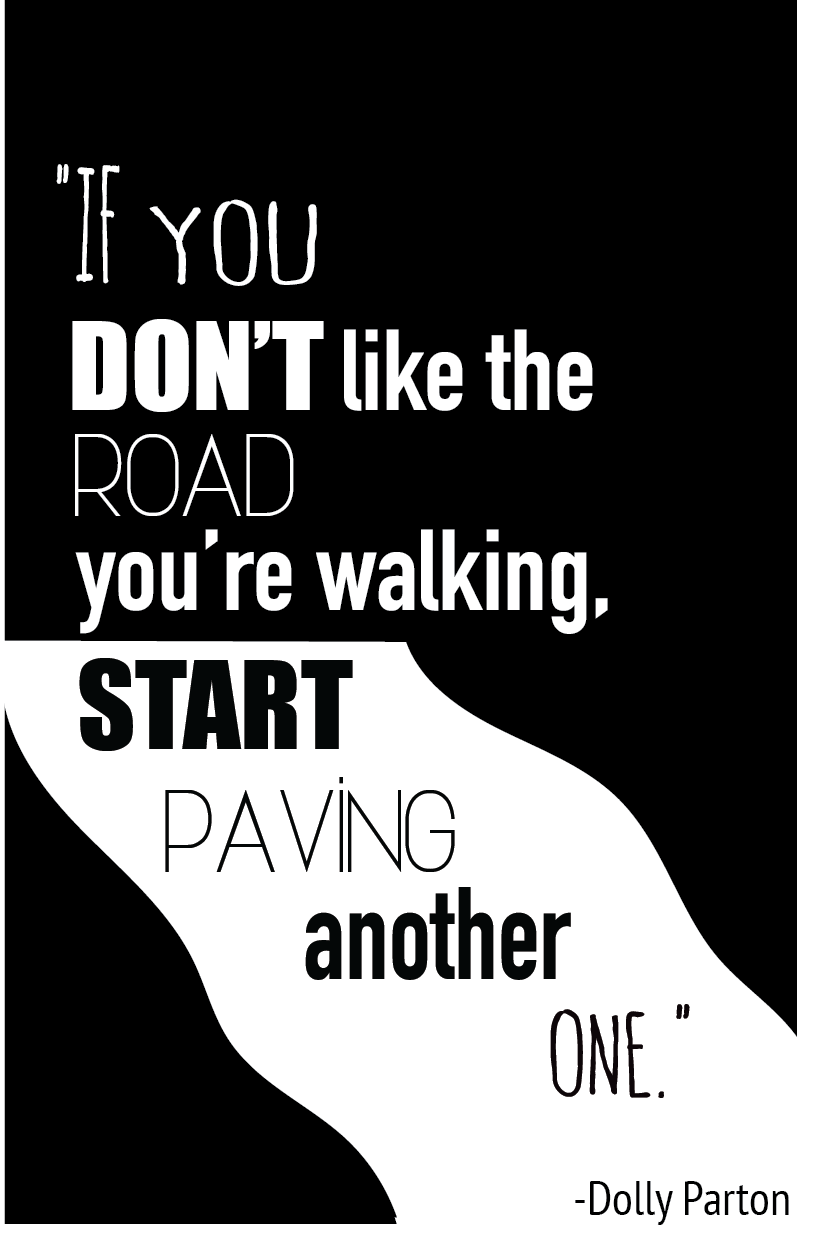 "IF YOU
DON'T like the
ROAD
you're walking,
START
PAViNG
another
ONE."
-Dolly Parton